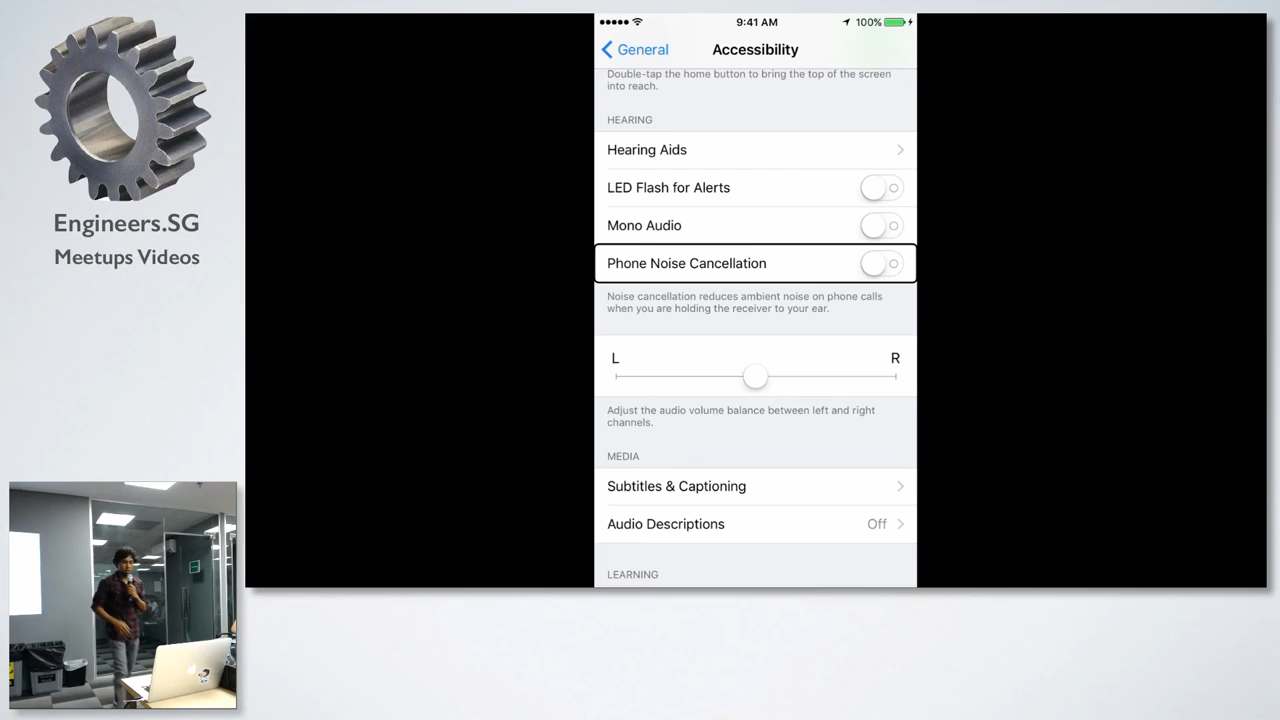 Engineers.SG
Meetups Videos
9:41 AM
100%
General
Accessibility
Double-tap the home button to bring the top of the screen
into reach.
HEARING
Hearing Aids
LED Flash for Alerts
Mono Audio
Phone Noise Cancellation
Noise cancellation reduces ambient noise on phone calls
when you are holding the receiver to your ear.
L
R
Adjust the audio volume balance between left and right
channels.
MEDIA
Subtitles & Captioning
Audio Descriptions
Off
LEARNING